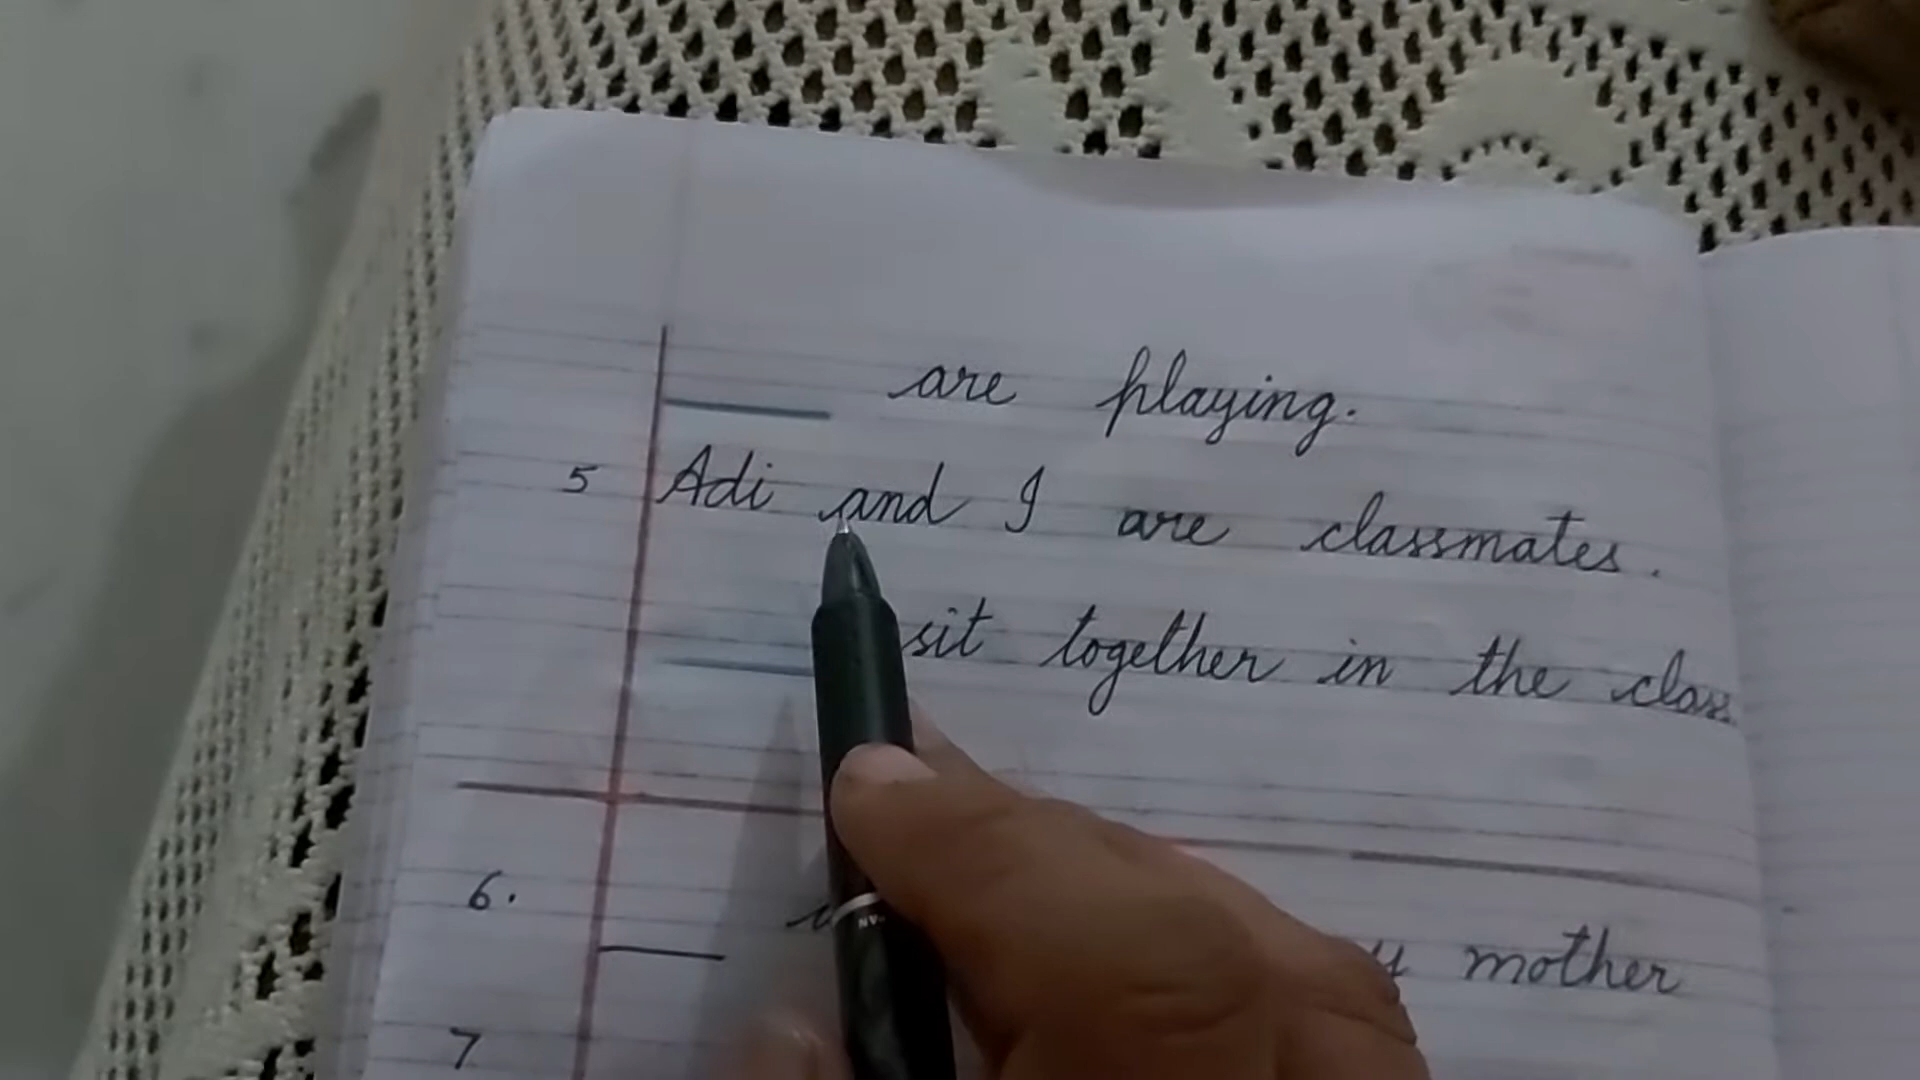 are playing.
5 Adi and I are classmates.
sit together in the class
6. mother
7